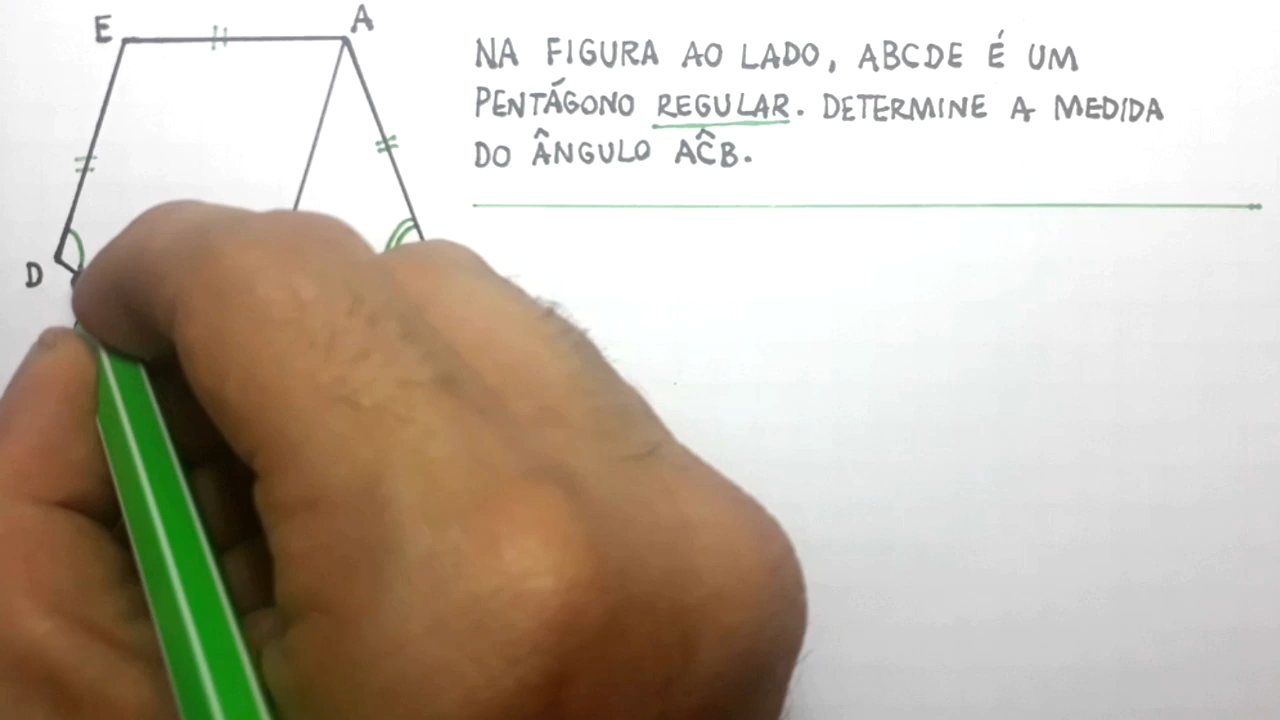 E
A
NA FIGURA AO LADO, ABCDE É UM
PENTÁGONO REGULAR. DETERMINE A MEDIDA
DO ÂNGULO AĈB.
D